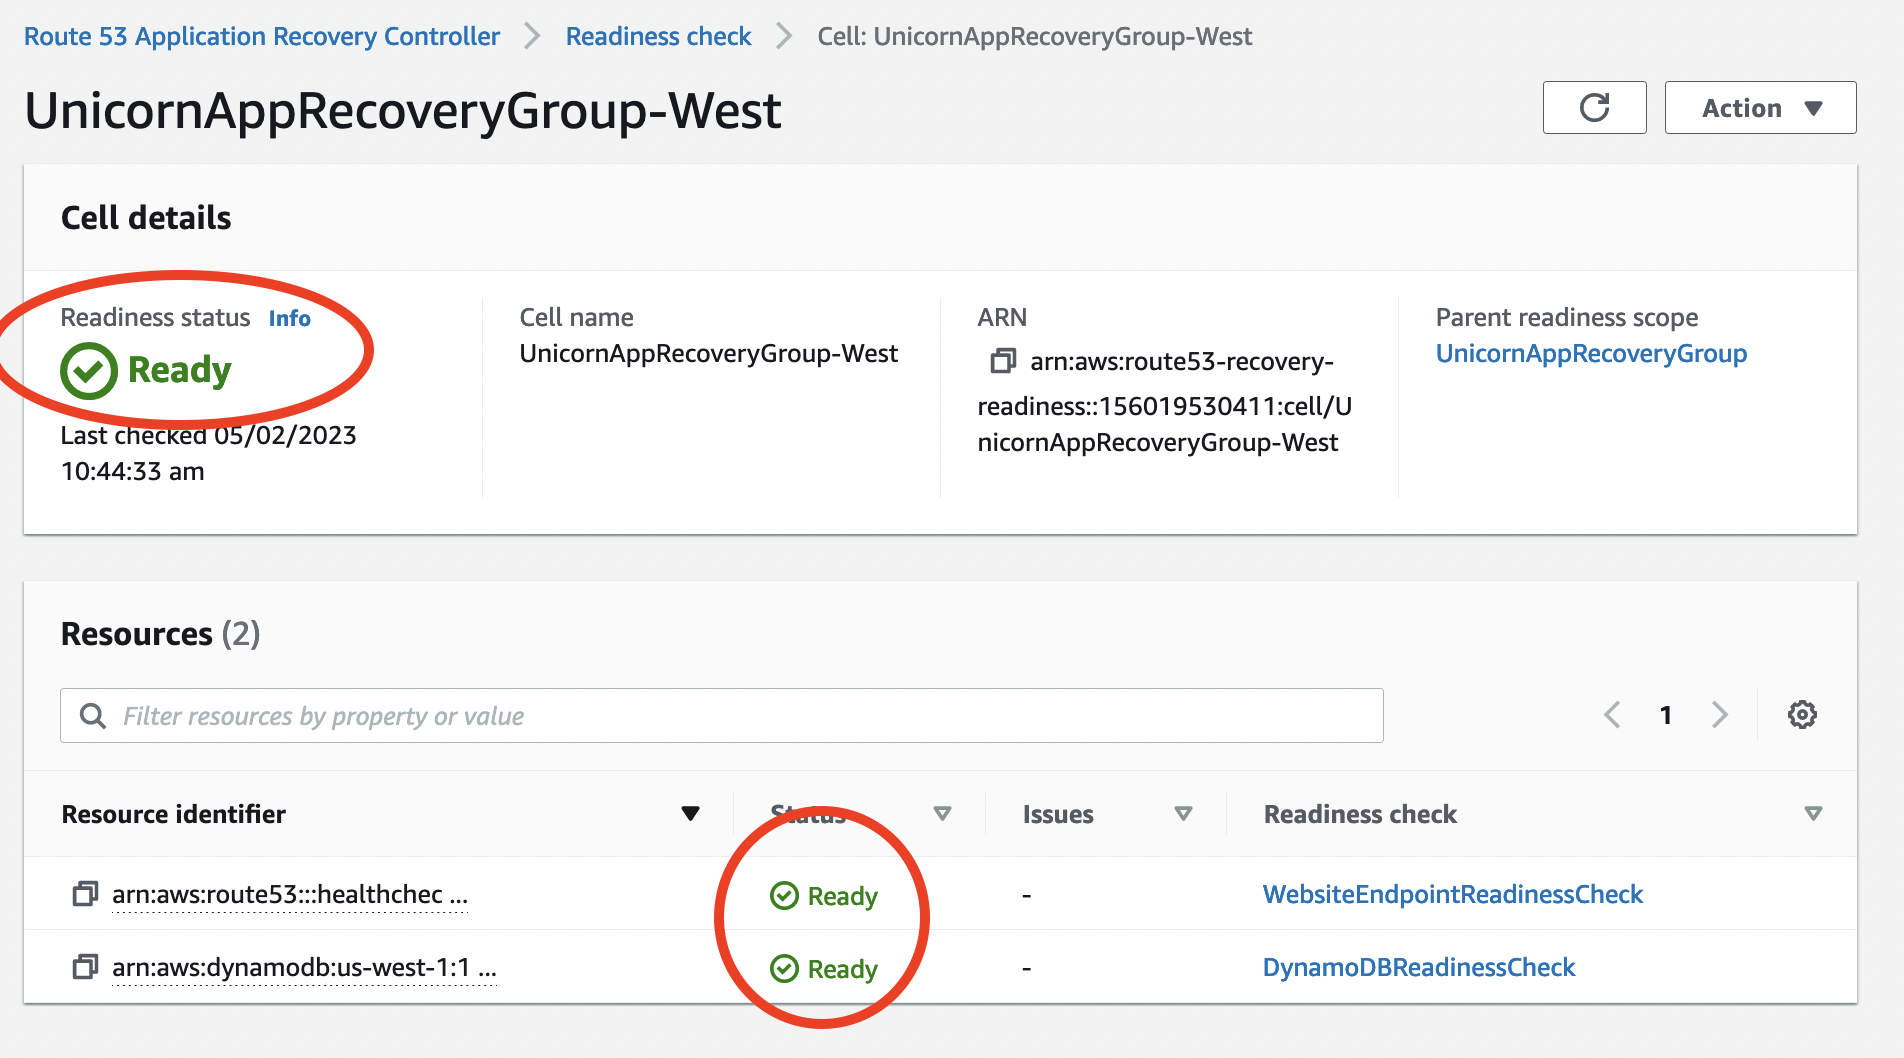 Route 53 Application Recovery Controller > Readiness check > Cell: UnicornAppRecoveryGroup-West
UnicornAppRecoveryGroup-West
Action
Cell details
Readiness status Info
Ready
Last checked 05/02/2023
10:44:33 am
Cell name
UnicornAppRecoveryGroup-West
ARN
arn:aws:route53-recovery-
readiness::156019530411:cell/U
nicornAppRecoveryGroup-West
Parent readiness scope
UnicornAppRecoveryGroup
Resources (2)
Filter resources by property or value
1
Resource identifier Status Issues Readiness check
arn:aws:route53:::healthchec ... Ready - WebsiteEndpointReadinessCheck
arn:aws:dynamodb:us-west-1:1 ... Ready - DynamoDBReadinessCheck